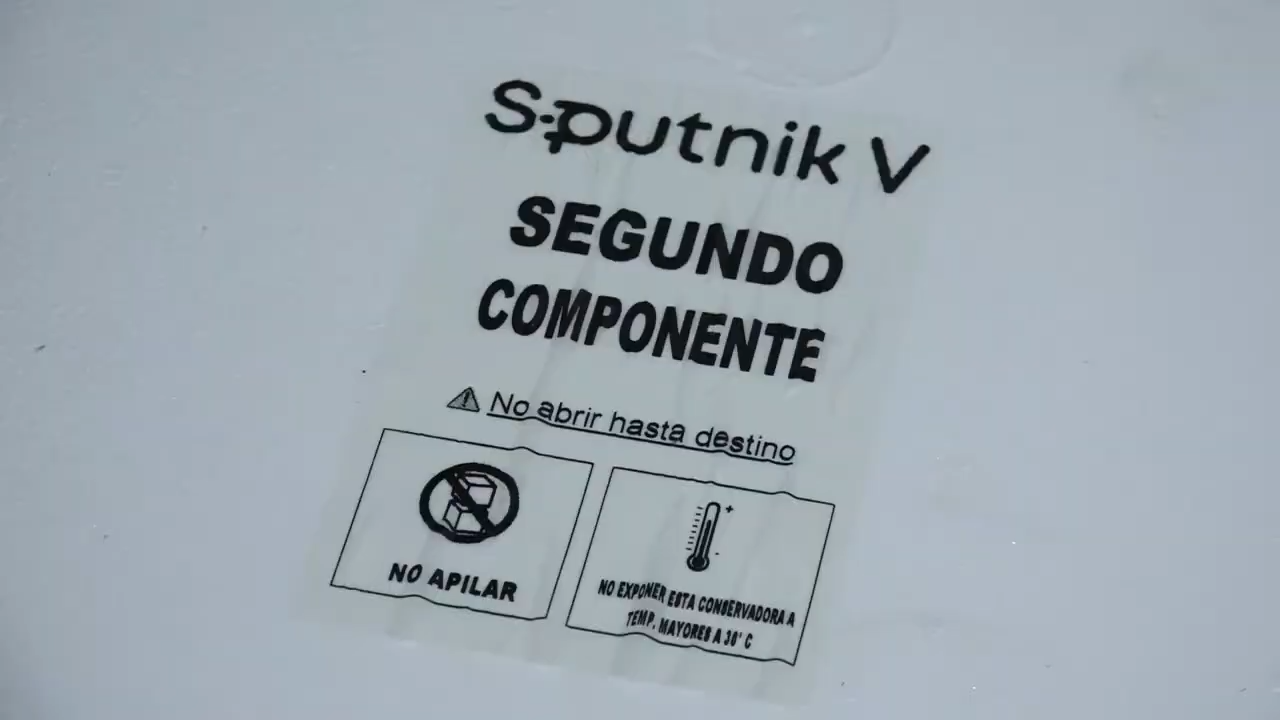 Sputnik V
SEGUNDO
COMPONENTE
No abrir hasta destino
NO APILAR
NO EXPONER ESTA CONSERVADORA A
TEMP. MAYORES A 30° C